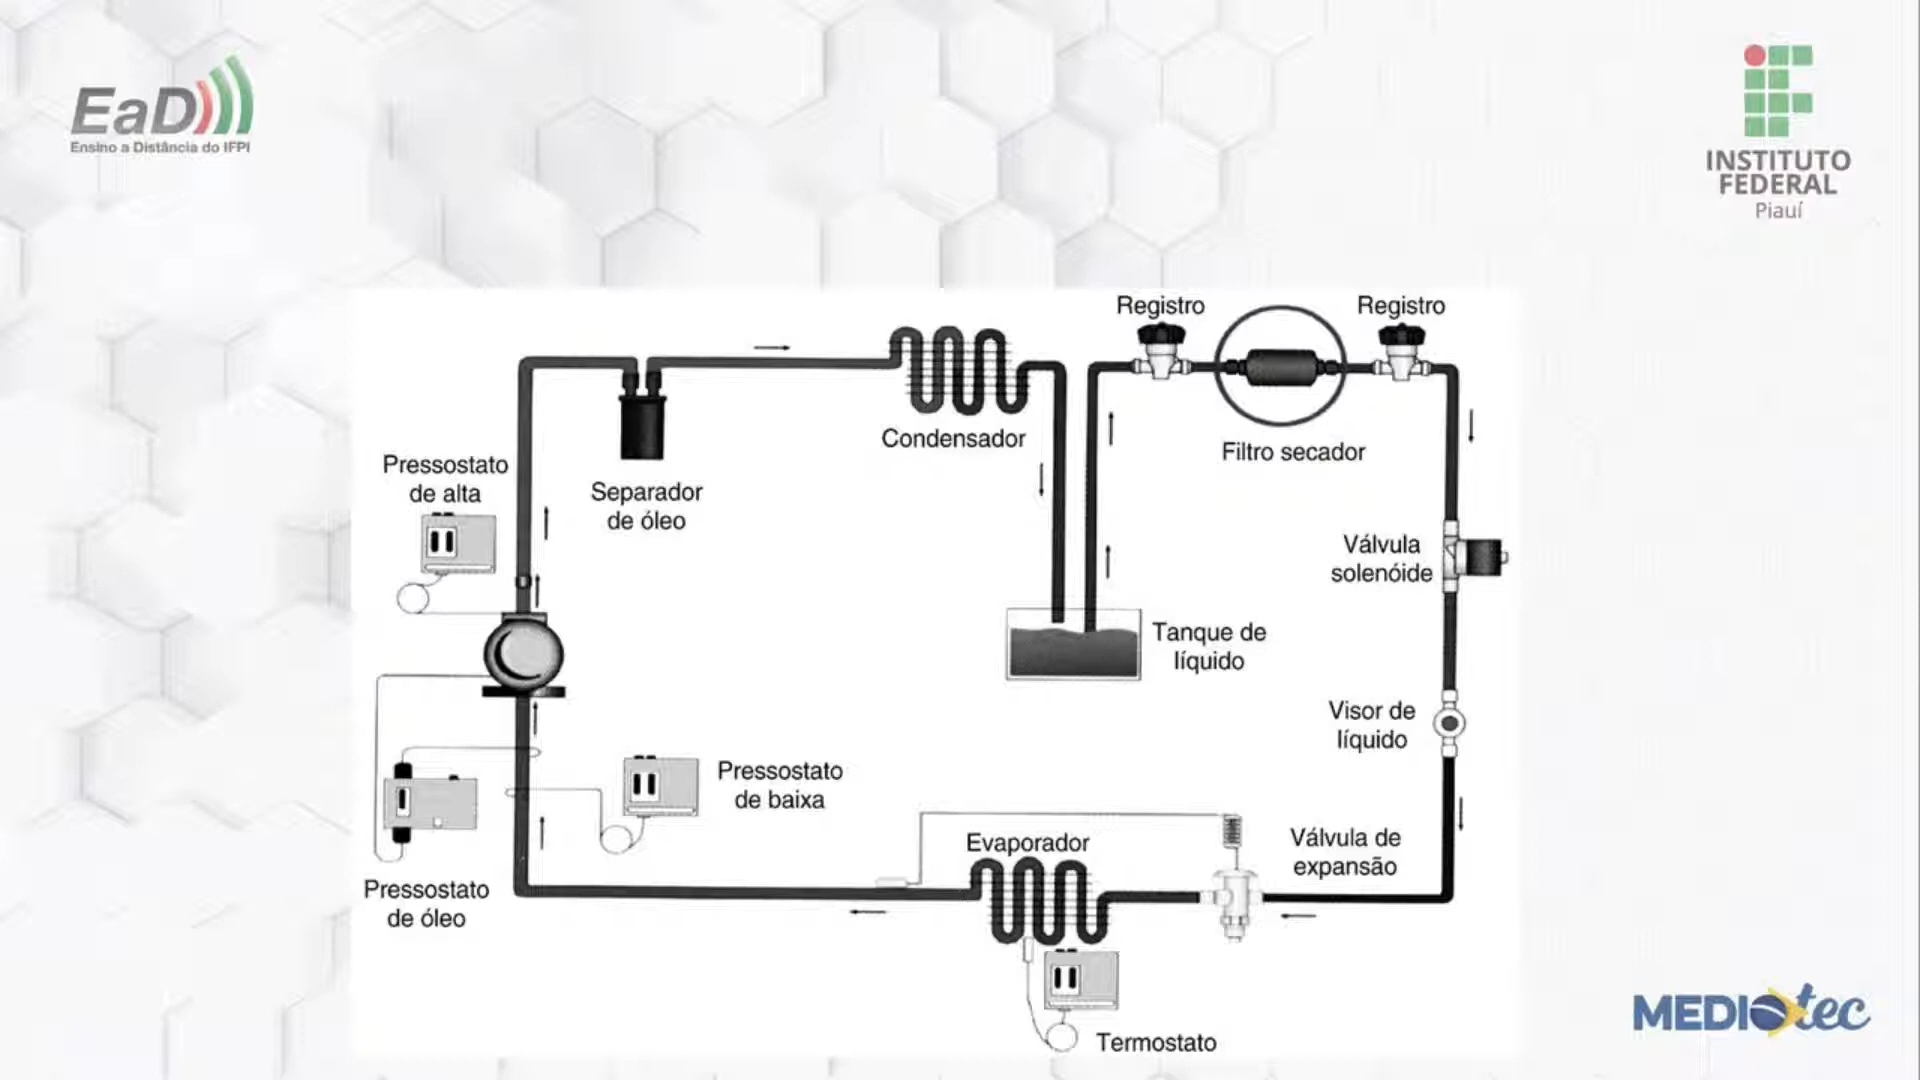 EaD
Ensino a Distância do IFPI
INSTITUTO
FEDERAL
Piauí
Registro
Registro
Condensador
Filtro secador
Pressostato
de alta
Separador
de óleo
Válvula
solenóide
Tanque de
líquido
Visor de
líquido
Pressostato
de baixa
Evaporador
Válvula de
expansão
Pressostato
de óleo
Termostato
MEDIOtec